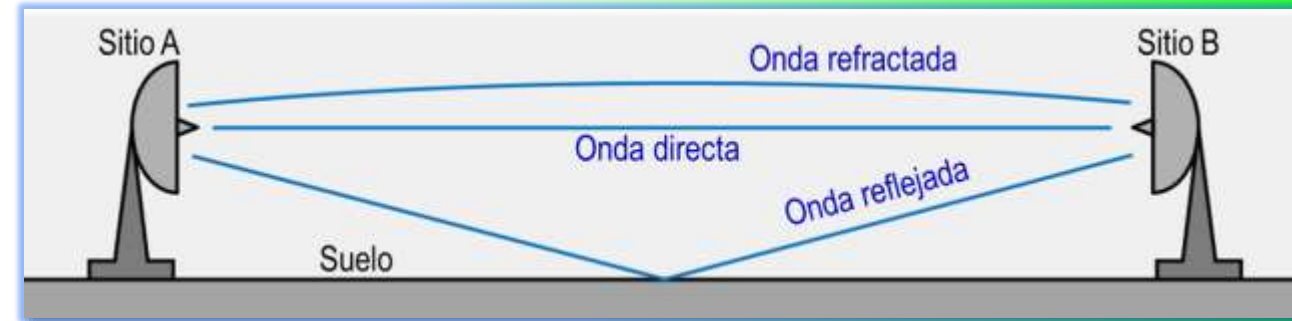 Sitio A
Onda refractada
Sitio B
Onda directa
Onda reflejada
Suelo